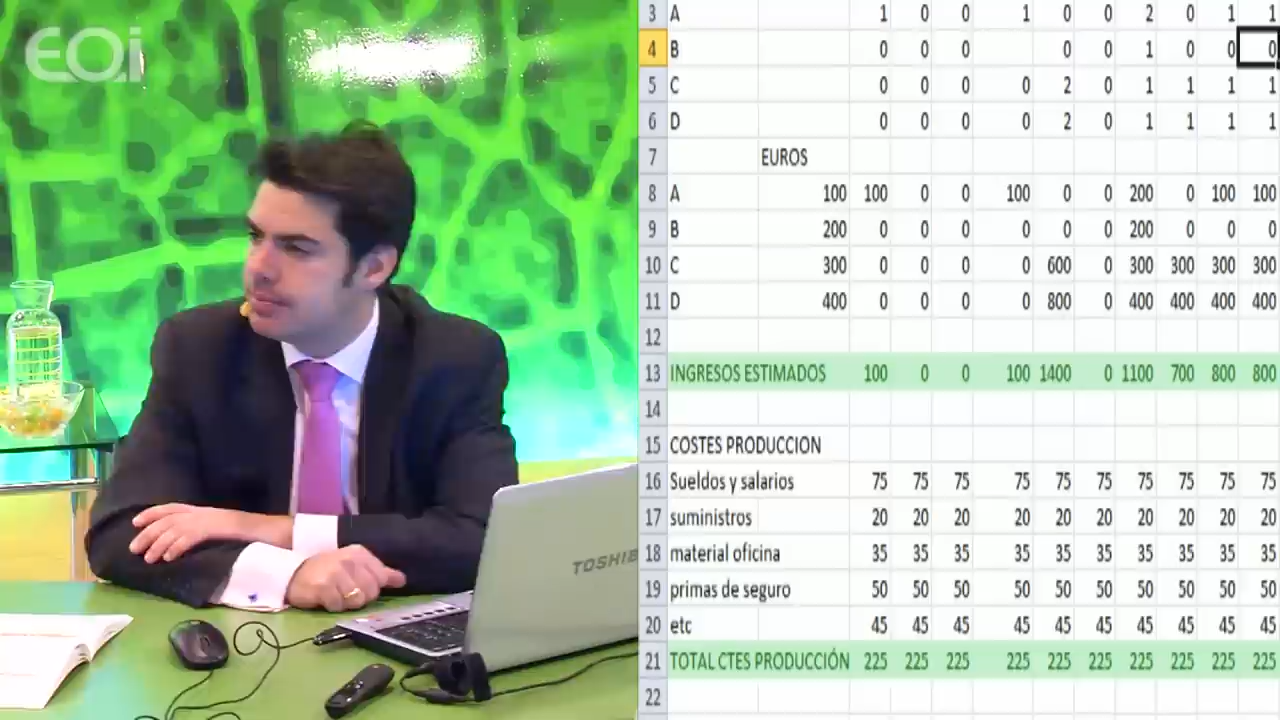 EOi
TOSHIB
3 A 1 0 0 1 0 0 2 0 1 1
4 B 0 0 0 0 0 1 0 0 0
5 C 0 0 0 0 2 0 1 1 1 1
6 D 0 0 0 0 2 0 1 1 1 1
7 EUROS
8 A 100 100 0 0 100 0 0 200 0 100 100
9 B 200 0 0 0 0 0 200 0 0 0
10 C 300 0 0 0 0 600 0 300 300 300 300
11 D 400 0 0 0 0 800 0 400 400 400 400
12
13 INGRESOS ESTIMADOS 100 0 0 100 1400 0 1100 700 800 800
14
15 COSTES PRODUCCION
16 Sueldos y salarios 75 75 75 75 75 75 75 75 75 75
17 suministros 20 20 20 20 20 20 20 20 20 20
18 material oficina 35 35 35 35 35 35 35 35 35 35
19 primas de seguro 50 50 50 50 50 50 50 50 50 50
20 etc 45 45 45 45 45 45 45 45 45 45
21 TOTAL CTES PRODUCCIÓN 225 225 225 225 225 225 225 225 225 225
22